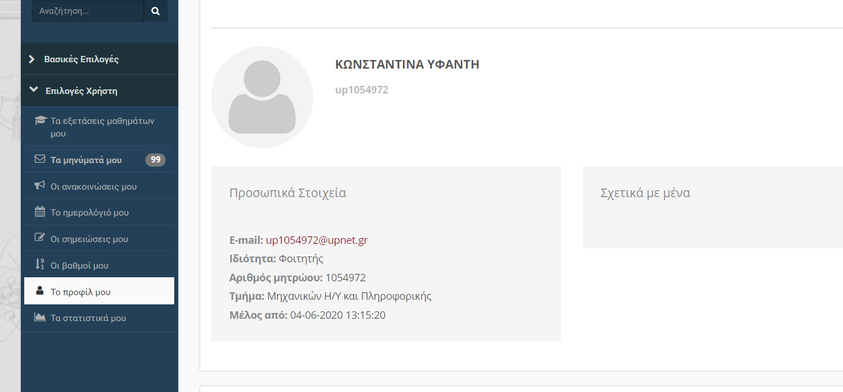 Αναζήτηση...
Βασικές Επιλογές
Επιλογές Χρήστη
Τα εξετάσεις μαθημάτων
μου
Τα μηνύματά μου 99
Οι ανακοινώσεις μου
Το ημερολόγιό μου
Οι σημειώσεις μου
Οι βαθμοί μου
Το προφίλ μου
Τα στατιστικά μου
ΚΩΝΣΤΑΝΤΙΝΑ ΥΦΑΝΤΗ
up1054972
Προσωπικά Στοιχεία
E-mail: up1054972@upnet.gr
Ιδιότητα: Φοιτητής
Αριθμός μητρώου: 1054972
Τμήμα: Μηχανικών Η/Υ και Πληροφορικής
Μέλος από: 04-06-2020 13:15:20
Σχετικά με μένα